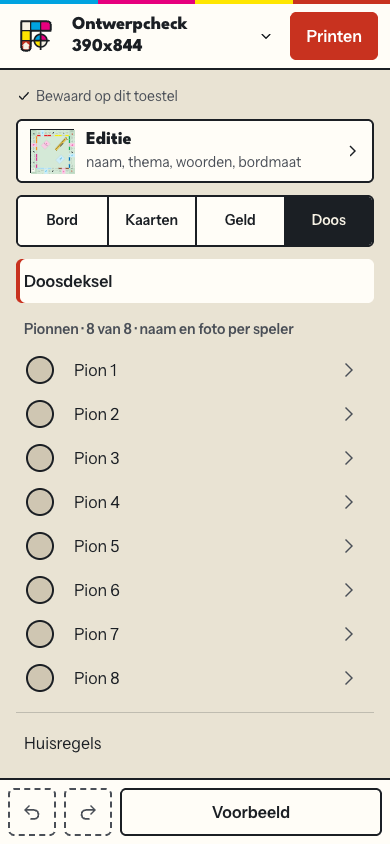 Ontwerpcheck
390x844
Printen
Bewaard op dit toestel
Editie
naam, thema, woorden, bordmaat
Bord
Kaarten
Geld
Doos
Doosdeksel
Pionnen · 8 van 8 · naam en foto per speler
Pion 1
Pion 2
Pion 3
Pion 4
Pion 5
Pion 6
Pion 7
Pion 8
Huisregels
Voorbeeld